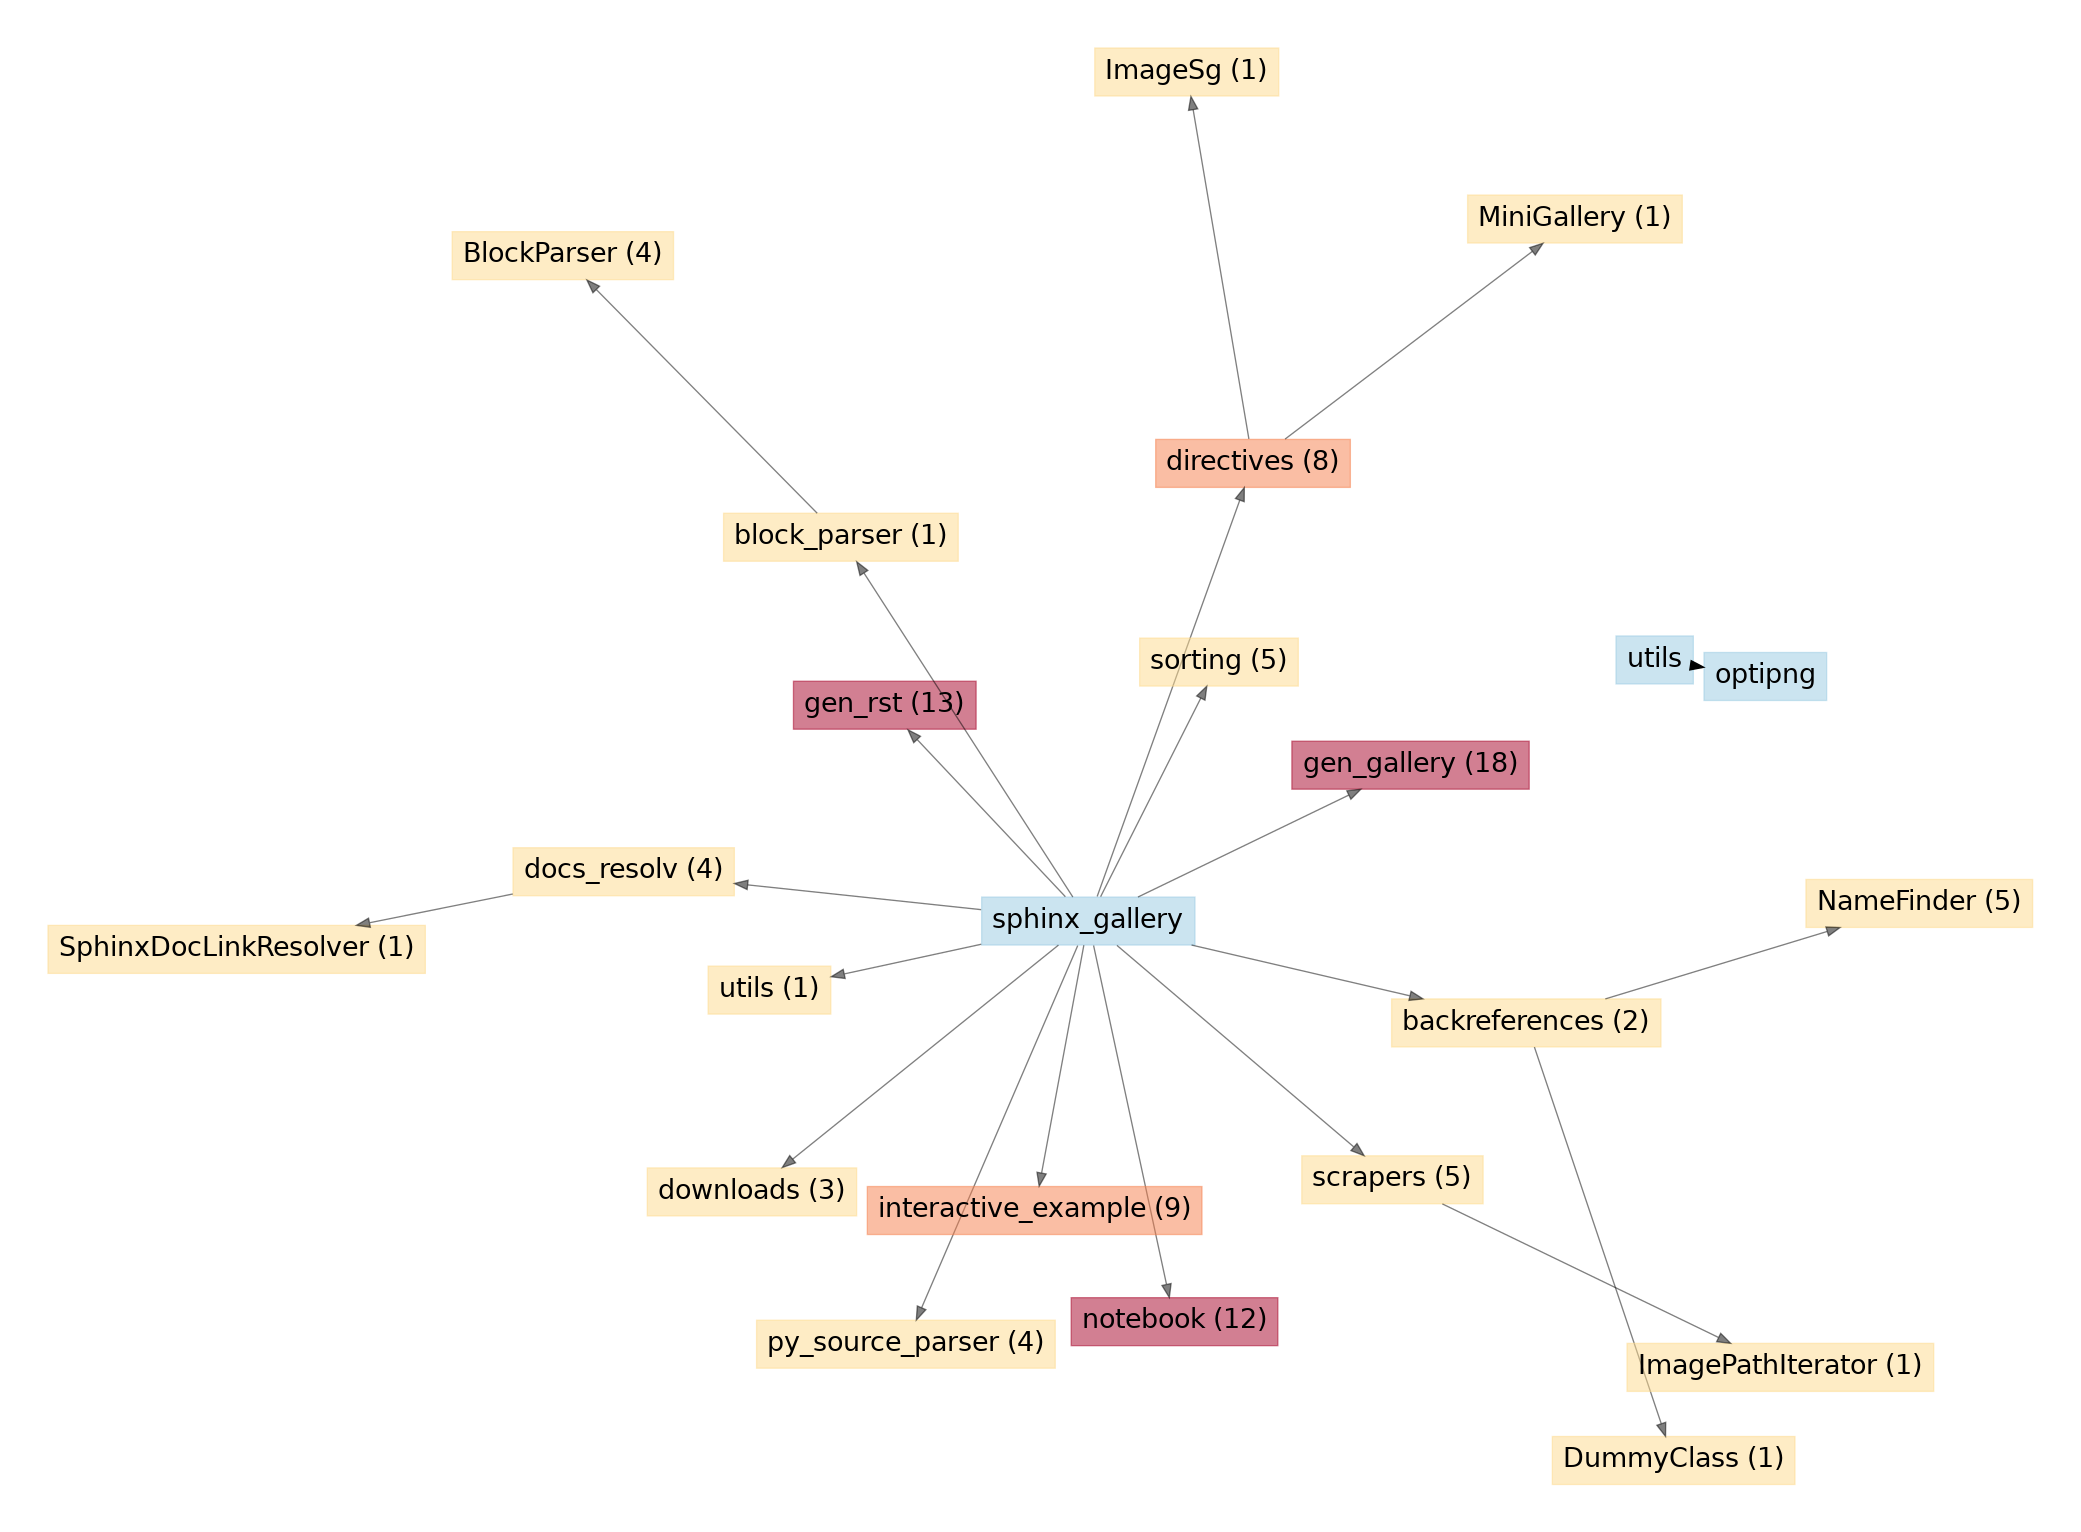 ImageSg (1)
MiniGallery (1)
BlockParser (4)
directives (8)
block_parser (1)
utils
sorting (5)
optipng
gen_rst (13)
gen_gallery (18)
docs_resolv (4)
NameFinder (5)
sphinx_gallery
SphinxDocLinkResolver (1)
utils (1)
backreferences (2)
scrapers (5)
downloads (3)
interactive_example (9)
notebook (12)
py_source_parser (4)
ImagePathIterator (1)
DummyClass (1)